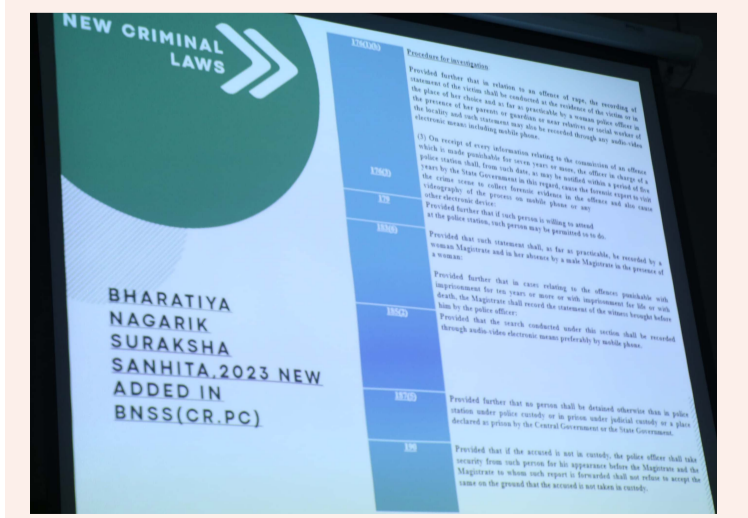 NEW CRIMINAL
LAWS
BHARATIYA
NAGARIK
SURAKSHA
SANHITA,2023 NEW
ADDED IN
BNSS(CR.PC)
Procedure for investigation
Provided further that in relation to an offence of rape, the recording of
statement of the victim shall be conducted at the residence of the victim or in
the place of her choice and as far as practicable by a woman police officer in
the presence of her parents or guardian or near relatives or social worker of
the locality and such statement may also be recorded through any audio-video
electronic means including mobile phone.
176(3)
(3) On receipt of every information relating to the commission of an offence
which is made punishable for seven years or more, the officer in charge of a
police station shall, from such date, as may be notified within a period of five
years by the State Government in this regard, cause the forensic expert to visit
the crime scene to collect forensic evidence in the offence and also cause
videography of the process on mobile phone or any
other electronic device:
179
Provided further that if such person is willing to attend
at the police station, such person may be permitted so to do.
183(6)
Provided that such statement shall, as far as practicable, be recorded by a
woman Magistrate and in her absence by a male Magistrate in the presence of
a woman:
Provided further that in cases relating to the offences punishable with
imprisonment for ten years or more or with imprisonment for life or with
death, the Magistrate shall record the statement of the witness brought before
him by the police officer:
185(2)
Provided that the search conducted under this section shall be recorded
through audio-video electronic means preferably by mobile phone.
187(5)
Provided further that no person shall be detained otherwise than in police
station under police custody or in prison under judicial custody or a place
declared as prison by the Central Government or the State Government.
190
Provided that if the accused is not in custody, the police officer shall take
security from such person for his appearance before the Magistrate and the
Magistrate to whom such report is forwarded shall not refuse to accept the
same on the ground that the accused is not taken in custody.